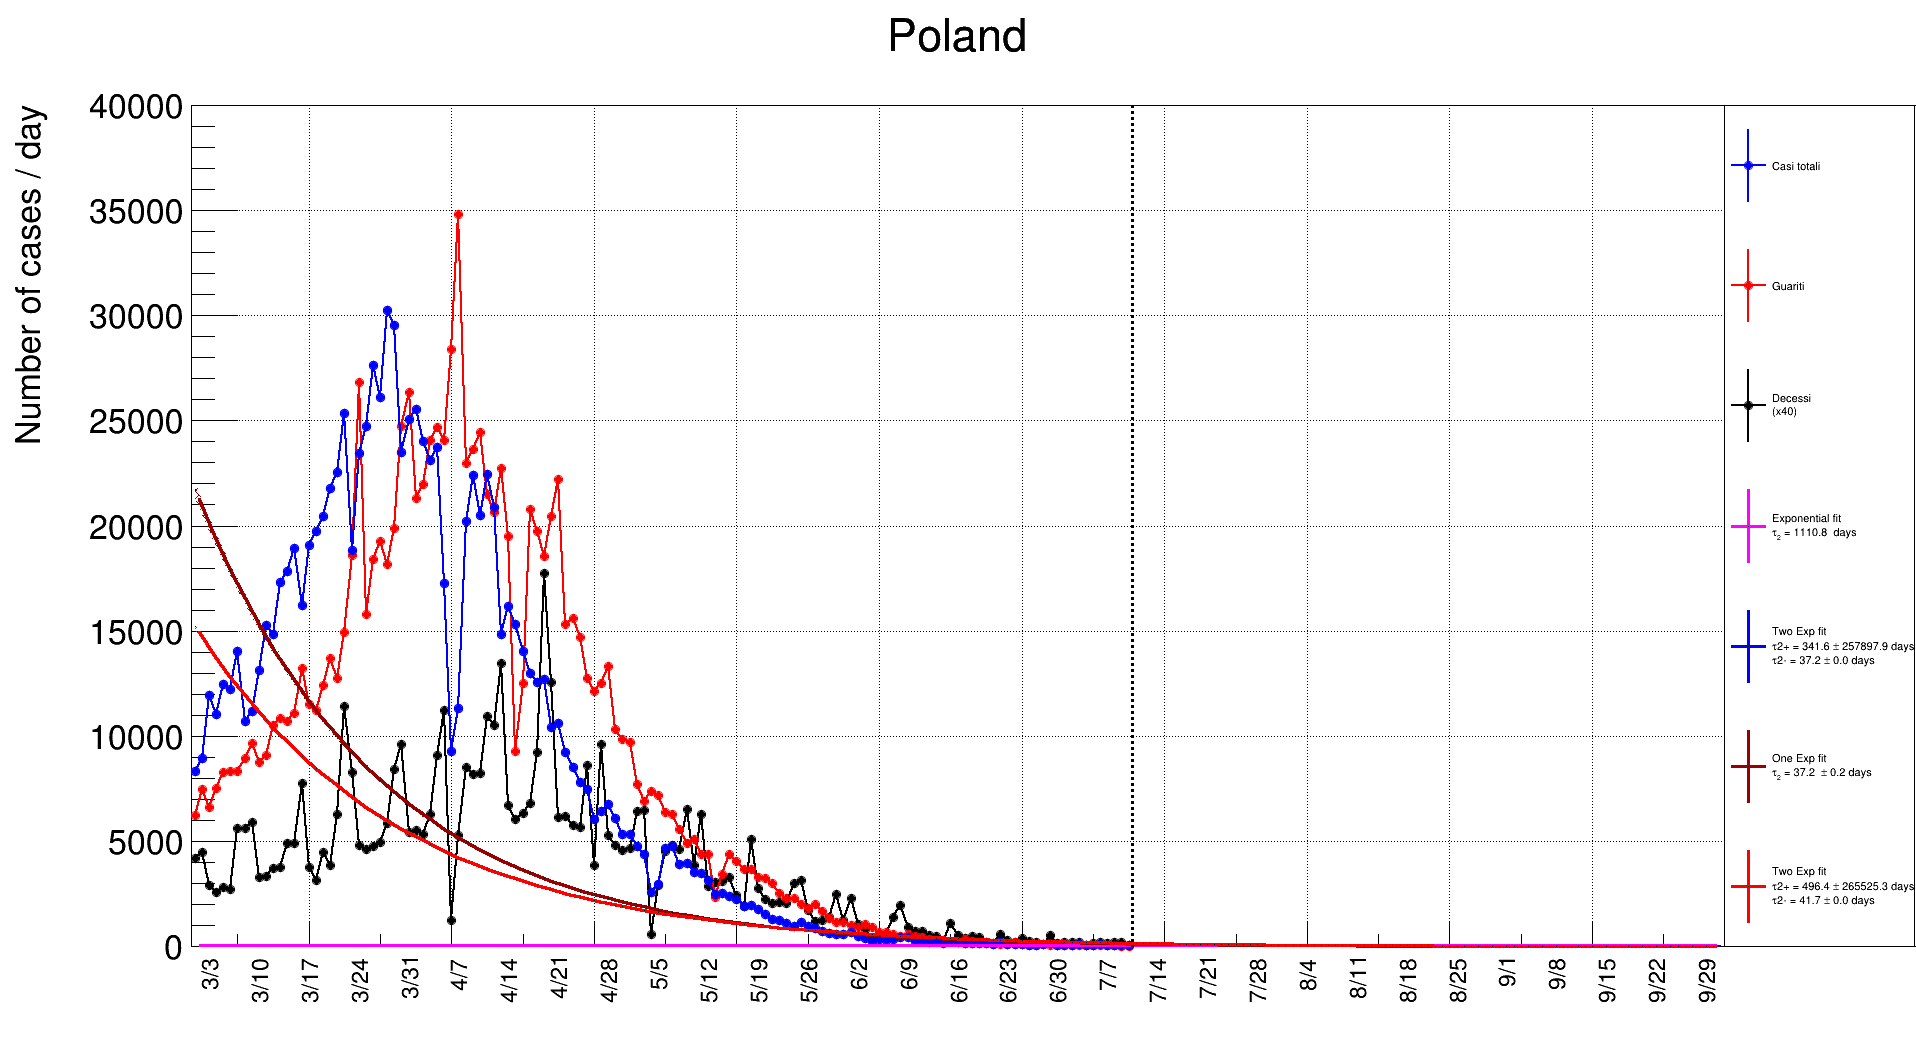 Poland
Number of cases / day
40000
35000
30000
25000
20000
15000
10000
5000
0
3/3 3/10 3/17 3/24 3/31 4/7 4/14 4/21 4/28 5/5 5/12 5/19 5/26 6/2 6/9 6/16 6/23 6/30 7/7 7/14 7/21 7/28 8/4 8/11 8/18 8/25 9/1 9/8 9/15 9/22 9/29
Casi totali
Guariti
Decessi
(x40)
Exponential fit
τ2 = 1110.8 days
Two Exp fit
τ2+ = 341.6 ± 257897.9 days
τ2- = 37.2 ± 0.0 days
One Exp fit
τ2 = 37.2 ± 0.2 days
Two Exp fit
τ2+ = 496.4 ± 265525.3 days
τ2- = 41.7 ± 0.0 days